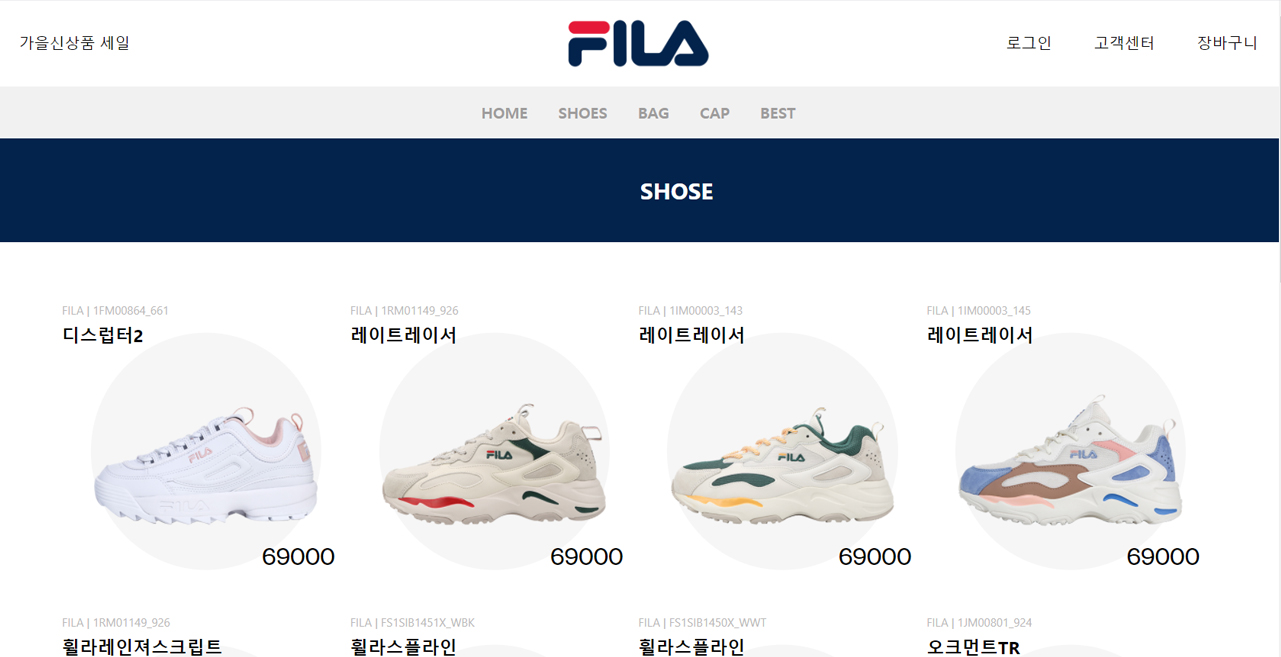 가을신상품 세일
FILA
로그인 고객센터 장바구니
HOME SHOES BAG CAP BEST
SHOSE
FILA | 1FM00864_661
디스럽터2
FILA
69000
FILA | 1RM01149_926
레이트레이서
FILA
69000
FILA | 1IM00003_143
레이트레이서
FILA
69000
FILA | 1IM00003_145
레이트레이서
FILA
69000
FILA | 1RM01149_926
휠라레인져스크립트
FILA | FS1SIB1451X_WBK
휠라스플라인
FILA | FS1SIB1450X_WWT
휠라스플라인
FILA | 1JM00801_924
오크먼트TR